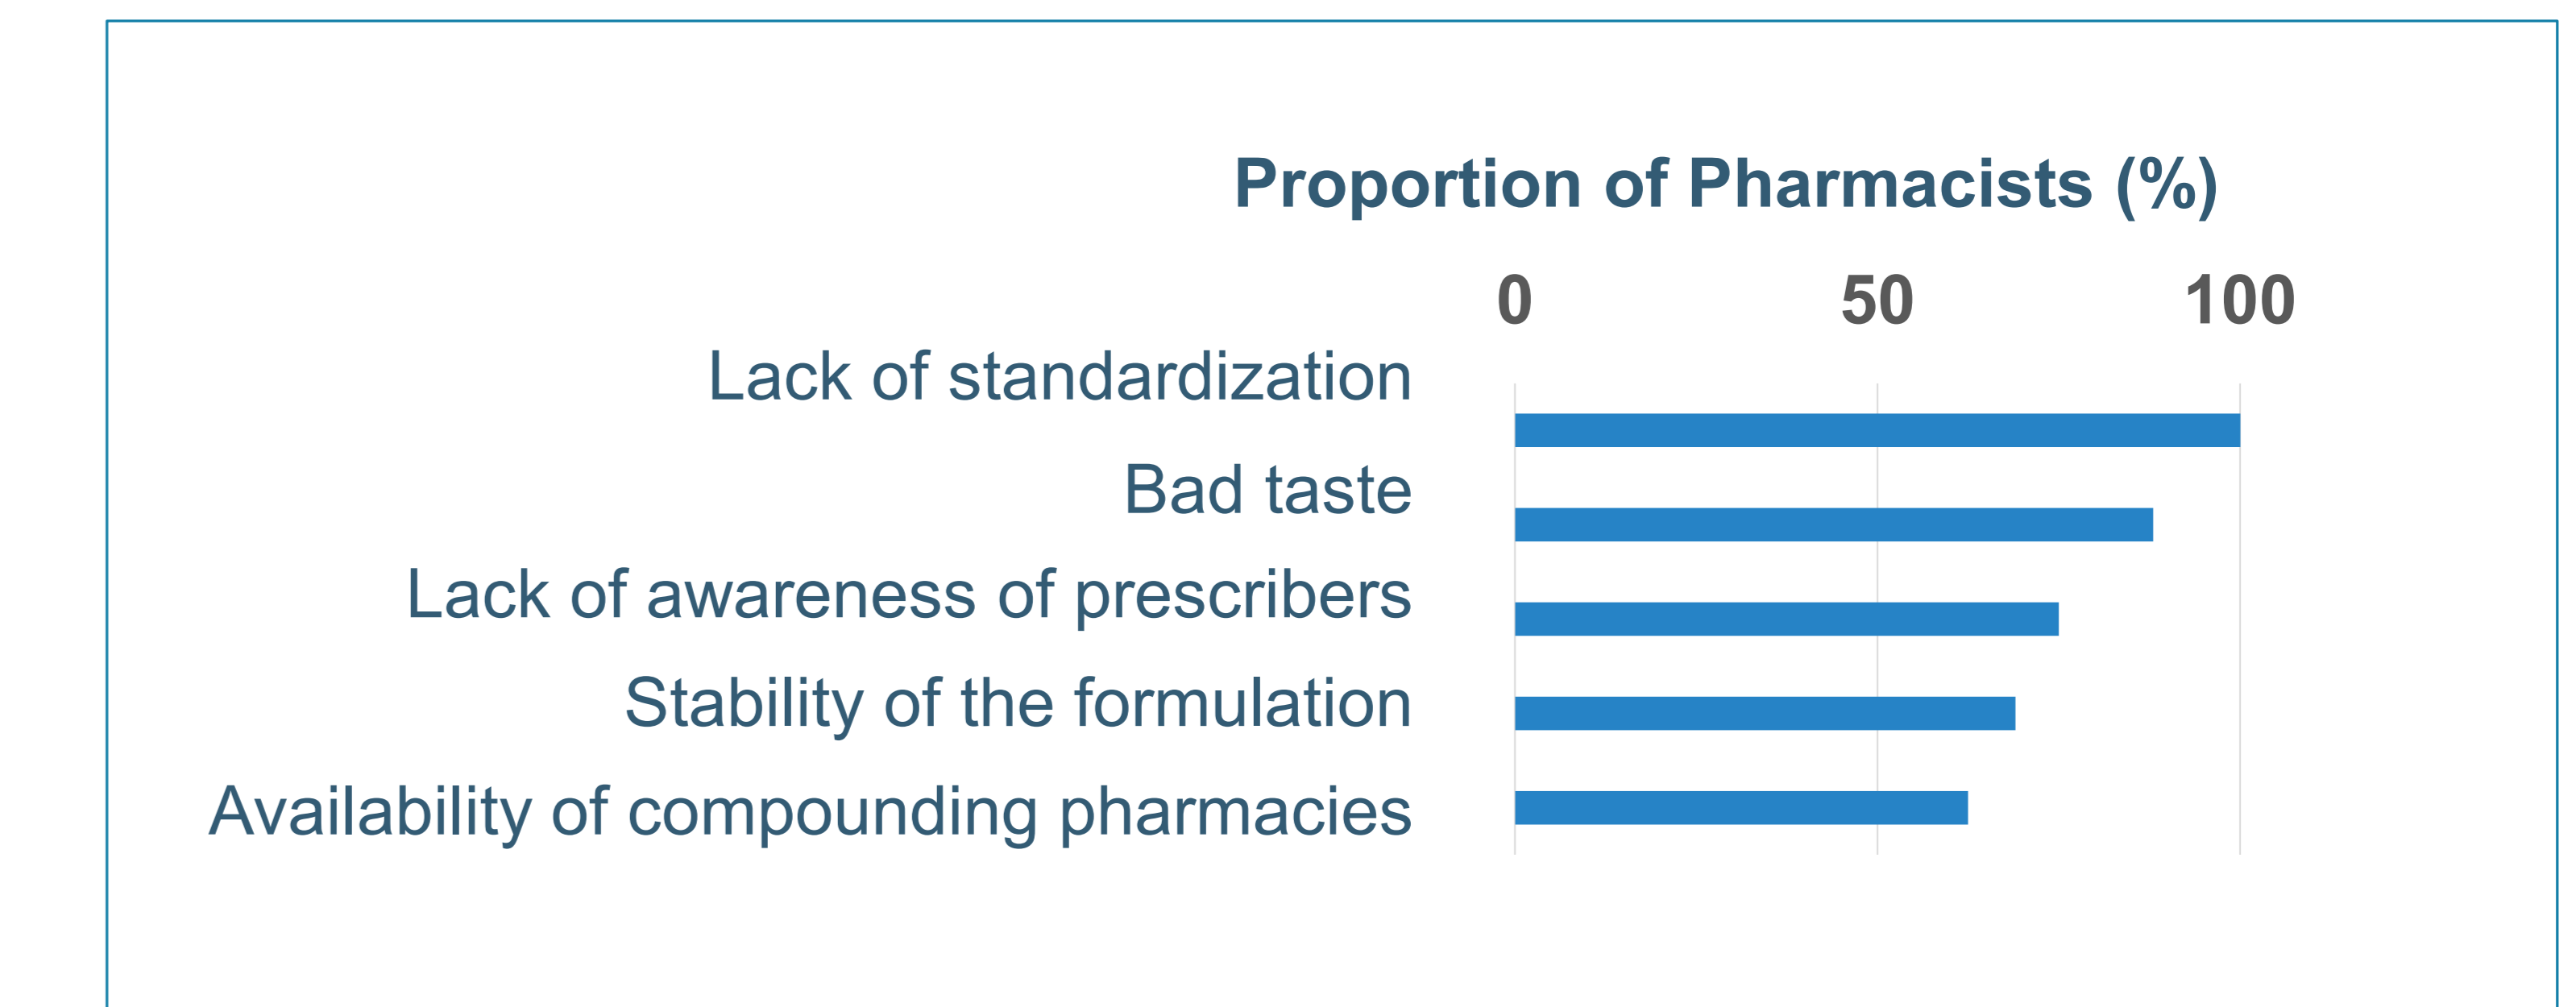 Proportion of Pharmacists (%)
0 50 100
Lack of standardization
Bad taste
Lack of awareness of prescribers
Stability of the formulation
Availability of compounding pharmacies